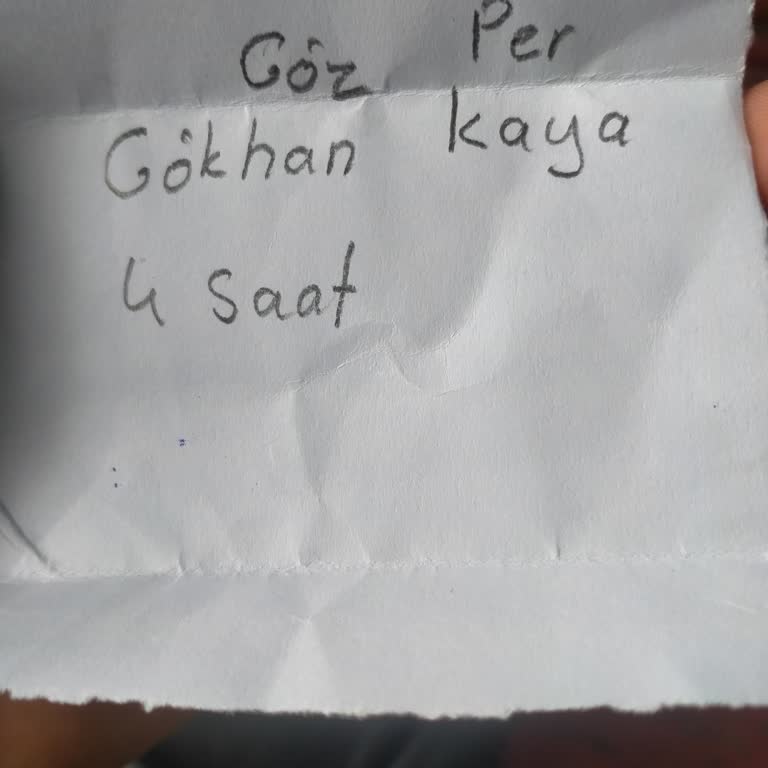 Göz Per
Gökhan kaya
4 saat